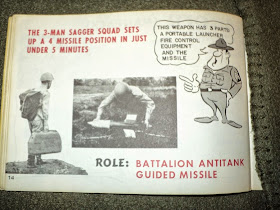 THE 3-MAN SAGGER SQUAD SETS
UP A 4 MISSILE POSITION IN JUST
UNDER 5 MINUTES
THIS WEAPON HAS 3 PARTS
A PORTABLE LAUNCHER,
FIRE CONTROL
EQUIPMENT
AND THE
MISSILE
ROLE: BATTALION ANTITANK
GUIDED MISSILE
14